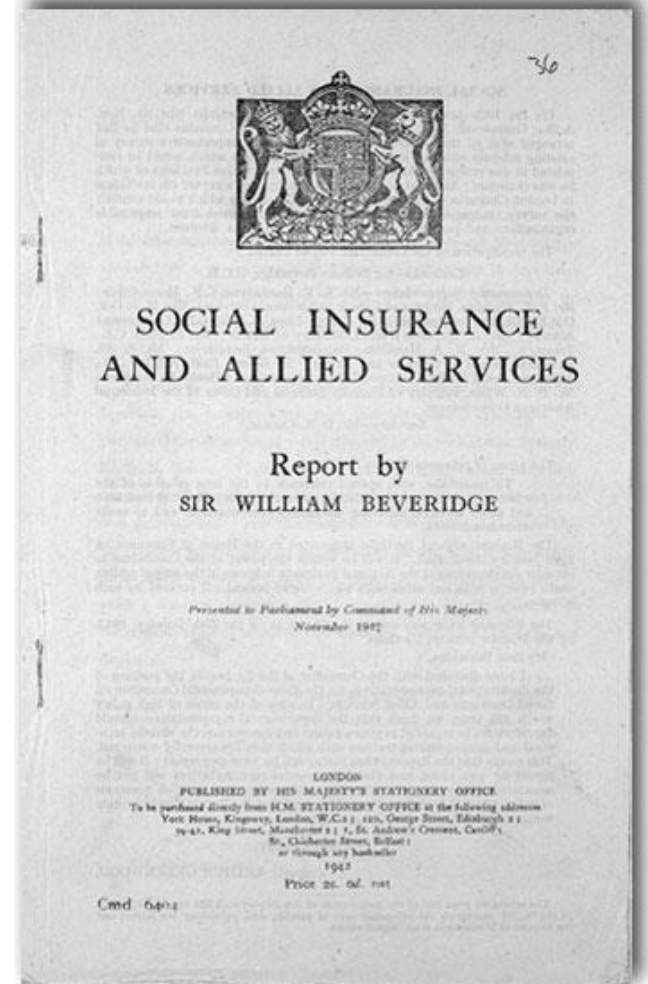 36
SOCIAL INSURANCE
AND ALLIED SERVICES
Report by
SIR WILLIAM BEVERIDGE
Presented to Parliament by Command of His Majesty
November 1942
LONDON
PUBLISHED BY HIS MAJESTY'S STATIONERY OFFICE
To be purchased directly from H.M. STATIONERY OFFICE at the following addresses
York House, Kingsway, London, W.C.2; 120, George Street, Edinburgh 2;
39-41, King Street, Manchester 2; 1, St. Andrew's Crescent, Cardiff;
80, Chichester Street, Belfast;
or through any bookseller
1942
Price 2s. 0d. net
Cmd. 6404